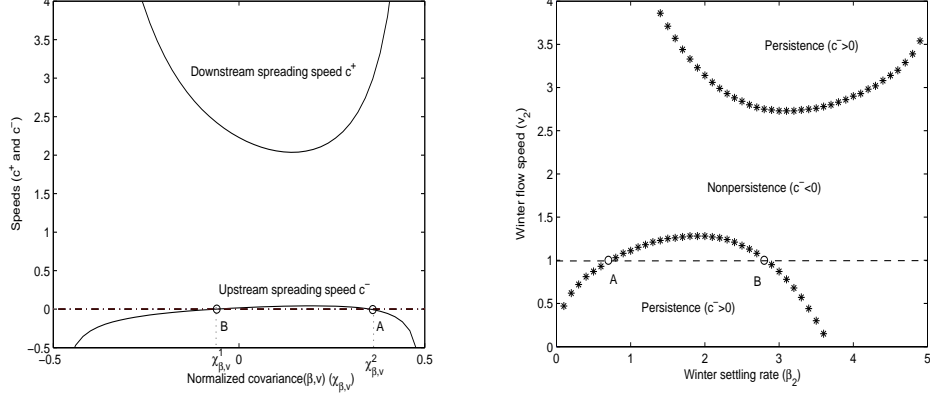 4
3.5
3
2.5
2
1.5
1
0.5
0
−0.5
Speeds (c⁺ and c⁻)
Downstream spreading speed c⁺
Upstream spreading speed c⁻
B
A
−0.5
χ¹β,v
0
χ²β,v
0.5
Normalized covariance(β,v) (χβ,v)
4
3.5
3
2.5
2
1.5
1
0.5
0
Winter flow speed (v₂)
Persistence (c⁻>0)
Nonpersistence (c⁻<0)
A
B
Persistence (c⁻>0)
0
1
2
3
4
5
Winter settling rate (β₂)